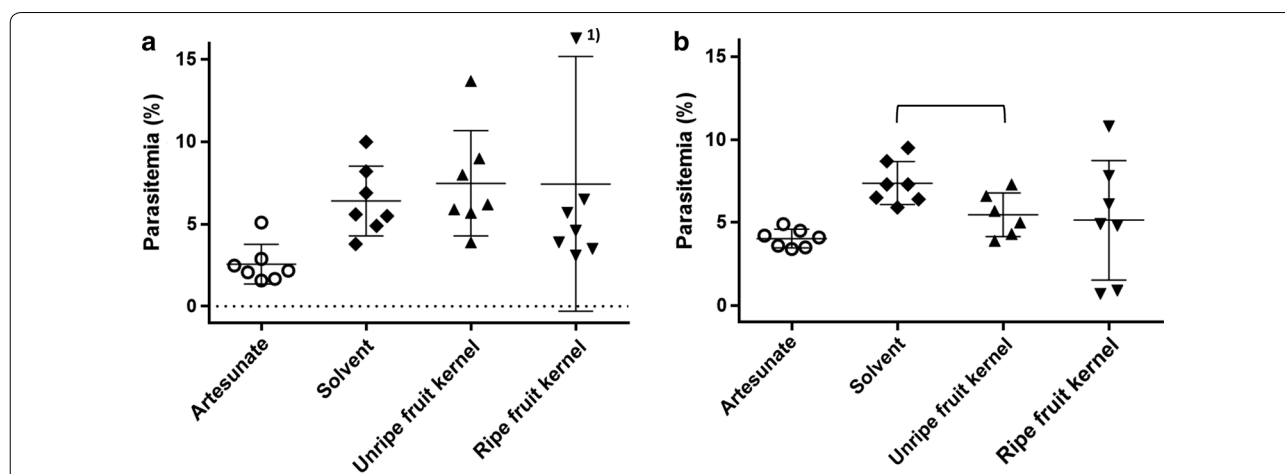 a
Parasitemia (%)
15
10
5
0
1)
Artesunate
Solvent
Unripe fruit kernel
Ripe fruit kernel
b
Parasitemia (%)
15
10
5
0
Artesunate
Solvent
Unripe fruit kernel
Ripe fruit kernel